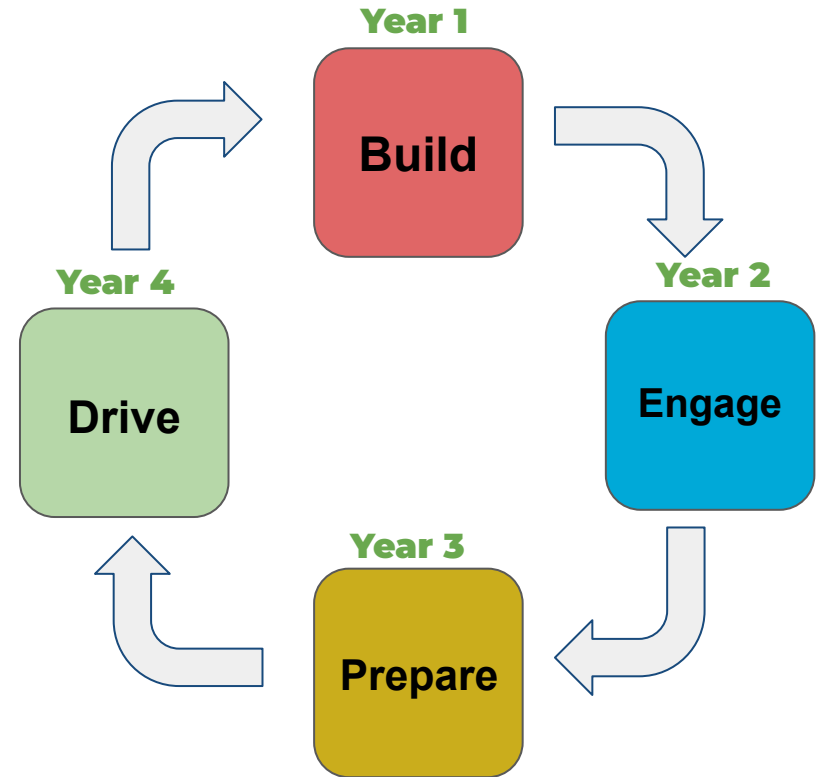 Year 1
Build
Year 2
Engage
Year 3
Prepare
Year 4
Drive